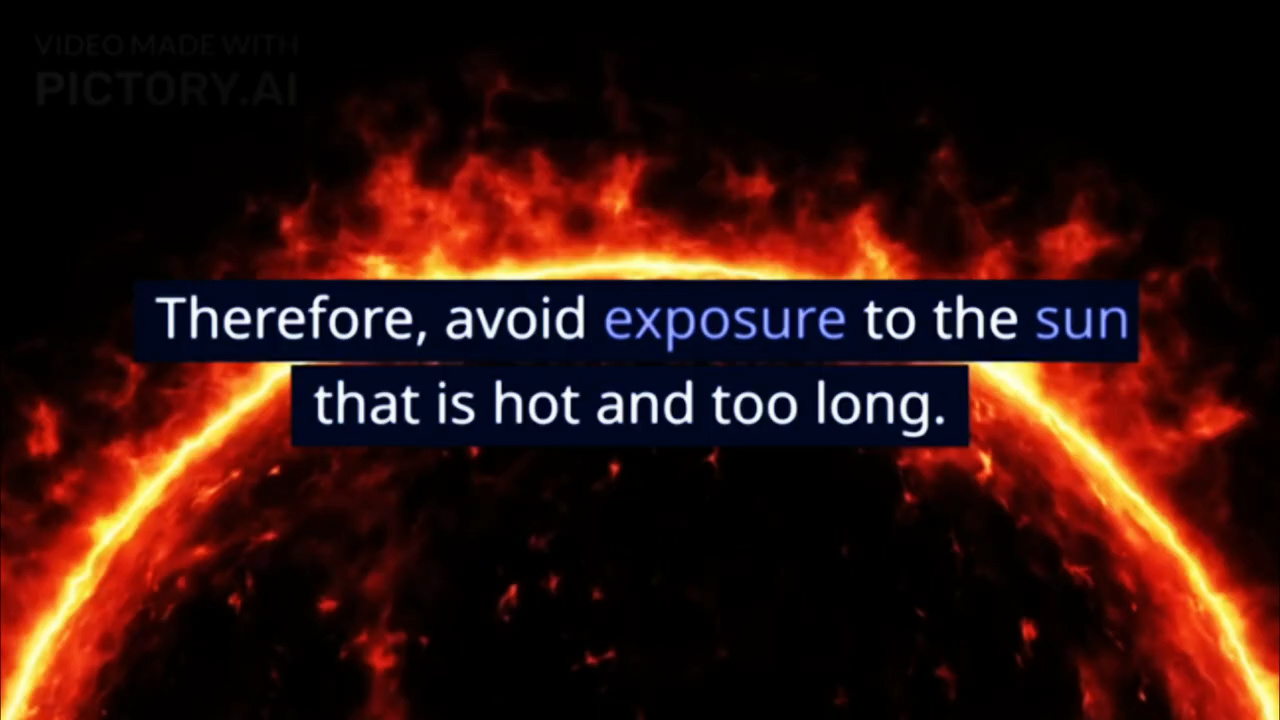 VIDEO MADE WITH
PICTORY.AI
Therefore, avoid exposure to the sun
that is hot and too long.